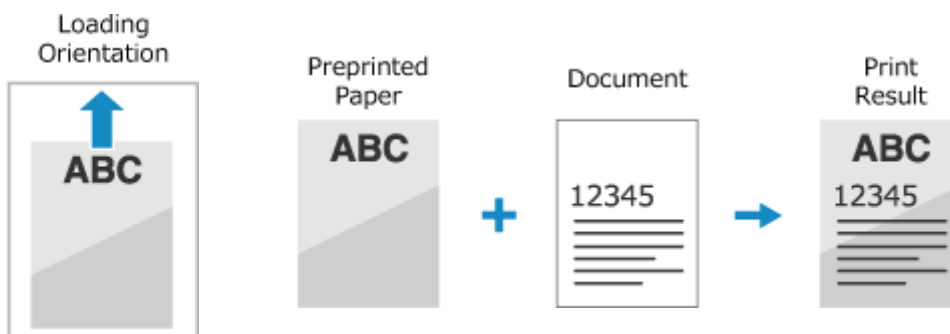 Loading
Orientation
ABC
Preprinted
Paper
ABC
Document
12345
Print
Result
ABC
12345